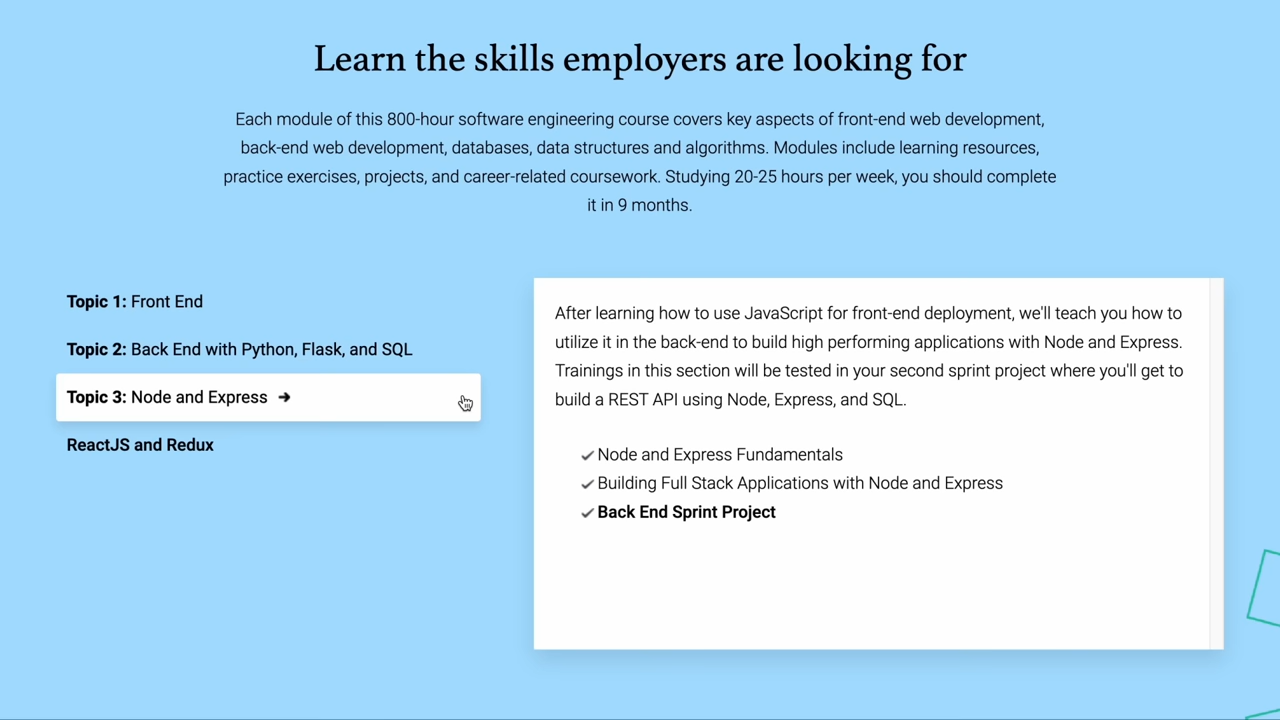 Learn the skills employers are looking for
Each module of this 800-hour software engineering course covers key aspects of front-end web development,
back-end web development, databases, data structures and algorithms. Modules include learning resources,
practice exercises, projects, and career-related coursework. Studying 20-25 hours per week, you should complete
it in 9 months.
Topic 1: Front End
Topic 2: Back End with Python, Flask, and SQL
Topic 3: Node and Express
ReactJS and Redux
After learning how to use JavaScript for front-end deployment, we'll teach you how to
utilize it in the back-end to build high performing applications with Node and Express.
Trainings in this section will be tested in your second sprint project where you'll get to
build a REST API using Node, Express, and SQL.
Node and Express Fundamentals
Building Full Stack Applications with Node and Express
Back End Sprint Project